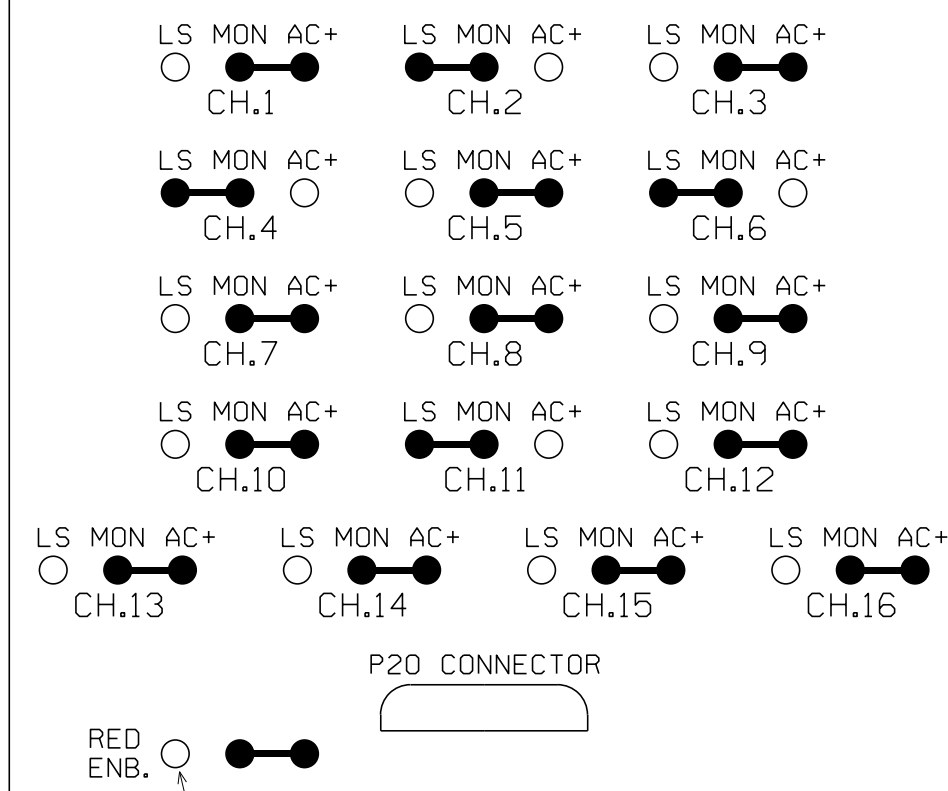 LS MON AC+ LS MON AC+ LS MON AC+
CH.1 CH.2 CH.3
LS MON AC+ LS MON AC+ LS MON AC+
CH.4 CH.5 CH.6
LS MON AC+ LS MON AC+ LS MON AC+
CH.7 CH.8 CH.9
LS MON AC+ LS MON AC+ LS MON AC+
CH.10 CH.11 CH.12
LS MON AC+ LS MON AC+ LS MON AC+ LS MON AC+
CH.13 CH.14 CH.15 CH.16
P20 CONNECTOR
RED
ENB.